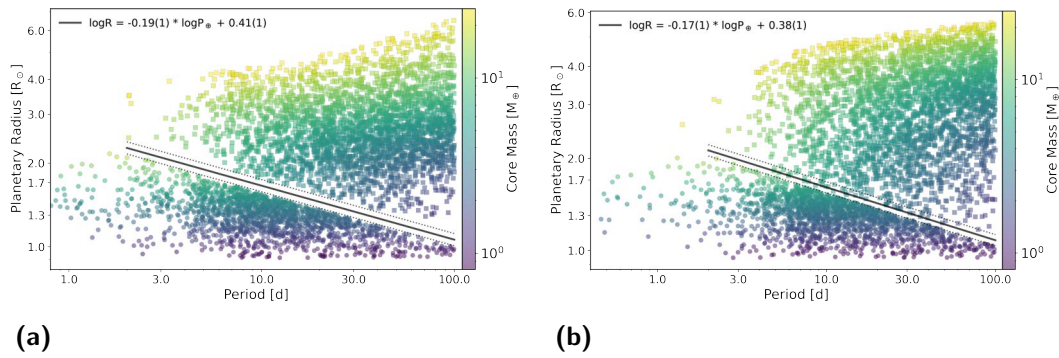 logR = -0.19(1) * logP⊕ + 0.41(1)
6.0
4.0
3.0
2.0
1.7
1.3
1.0
Planetary Radius [R⊙]
1.0
3.0
10.0
30.0
100.0
Period [d]
10¹
10⁰
Core Mass [M⊕]
(a)
logR = -0.17(1) * logP⊕ + 0.38(1)
6.0
4.0
3.0
2.0
1.7
1.3
1.0
Planetary Radius [R⊙]
1.0
3.0
10.0
30.0
100.0
Period [d]
10¹
10⁰
Core Mass [M⊕]
(b)